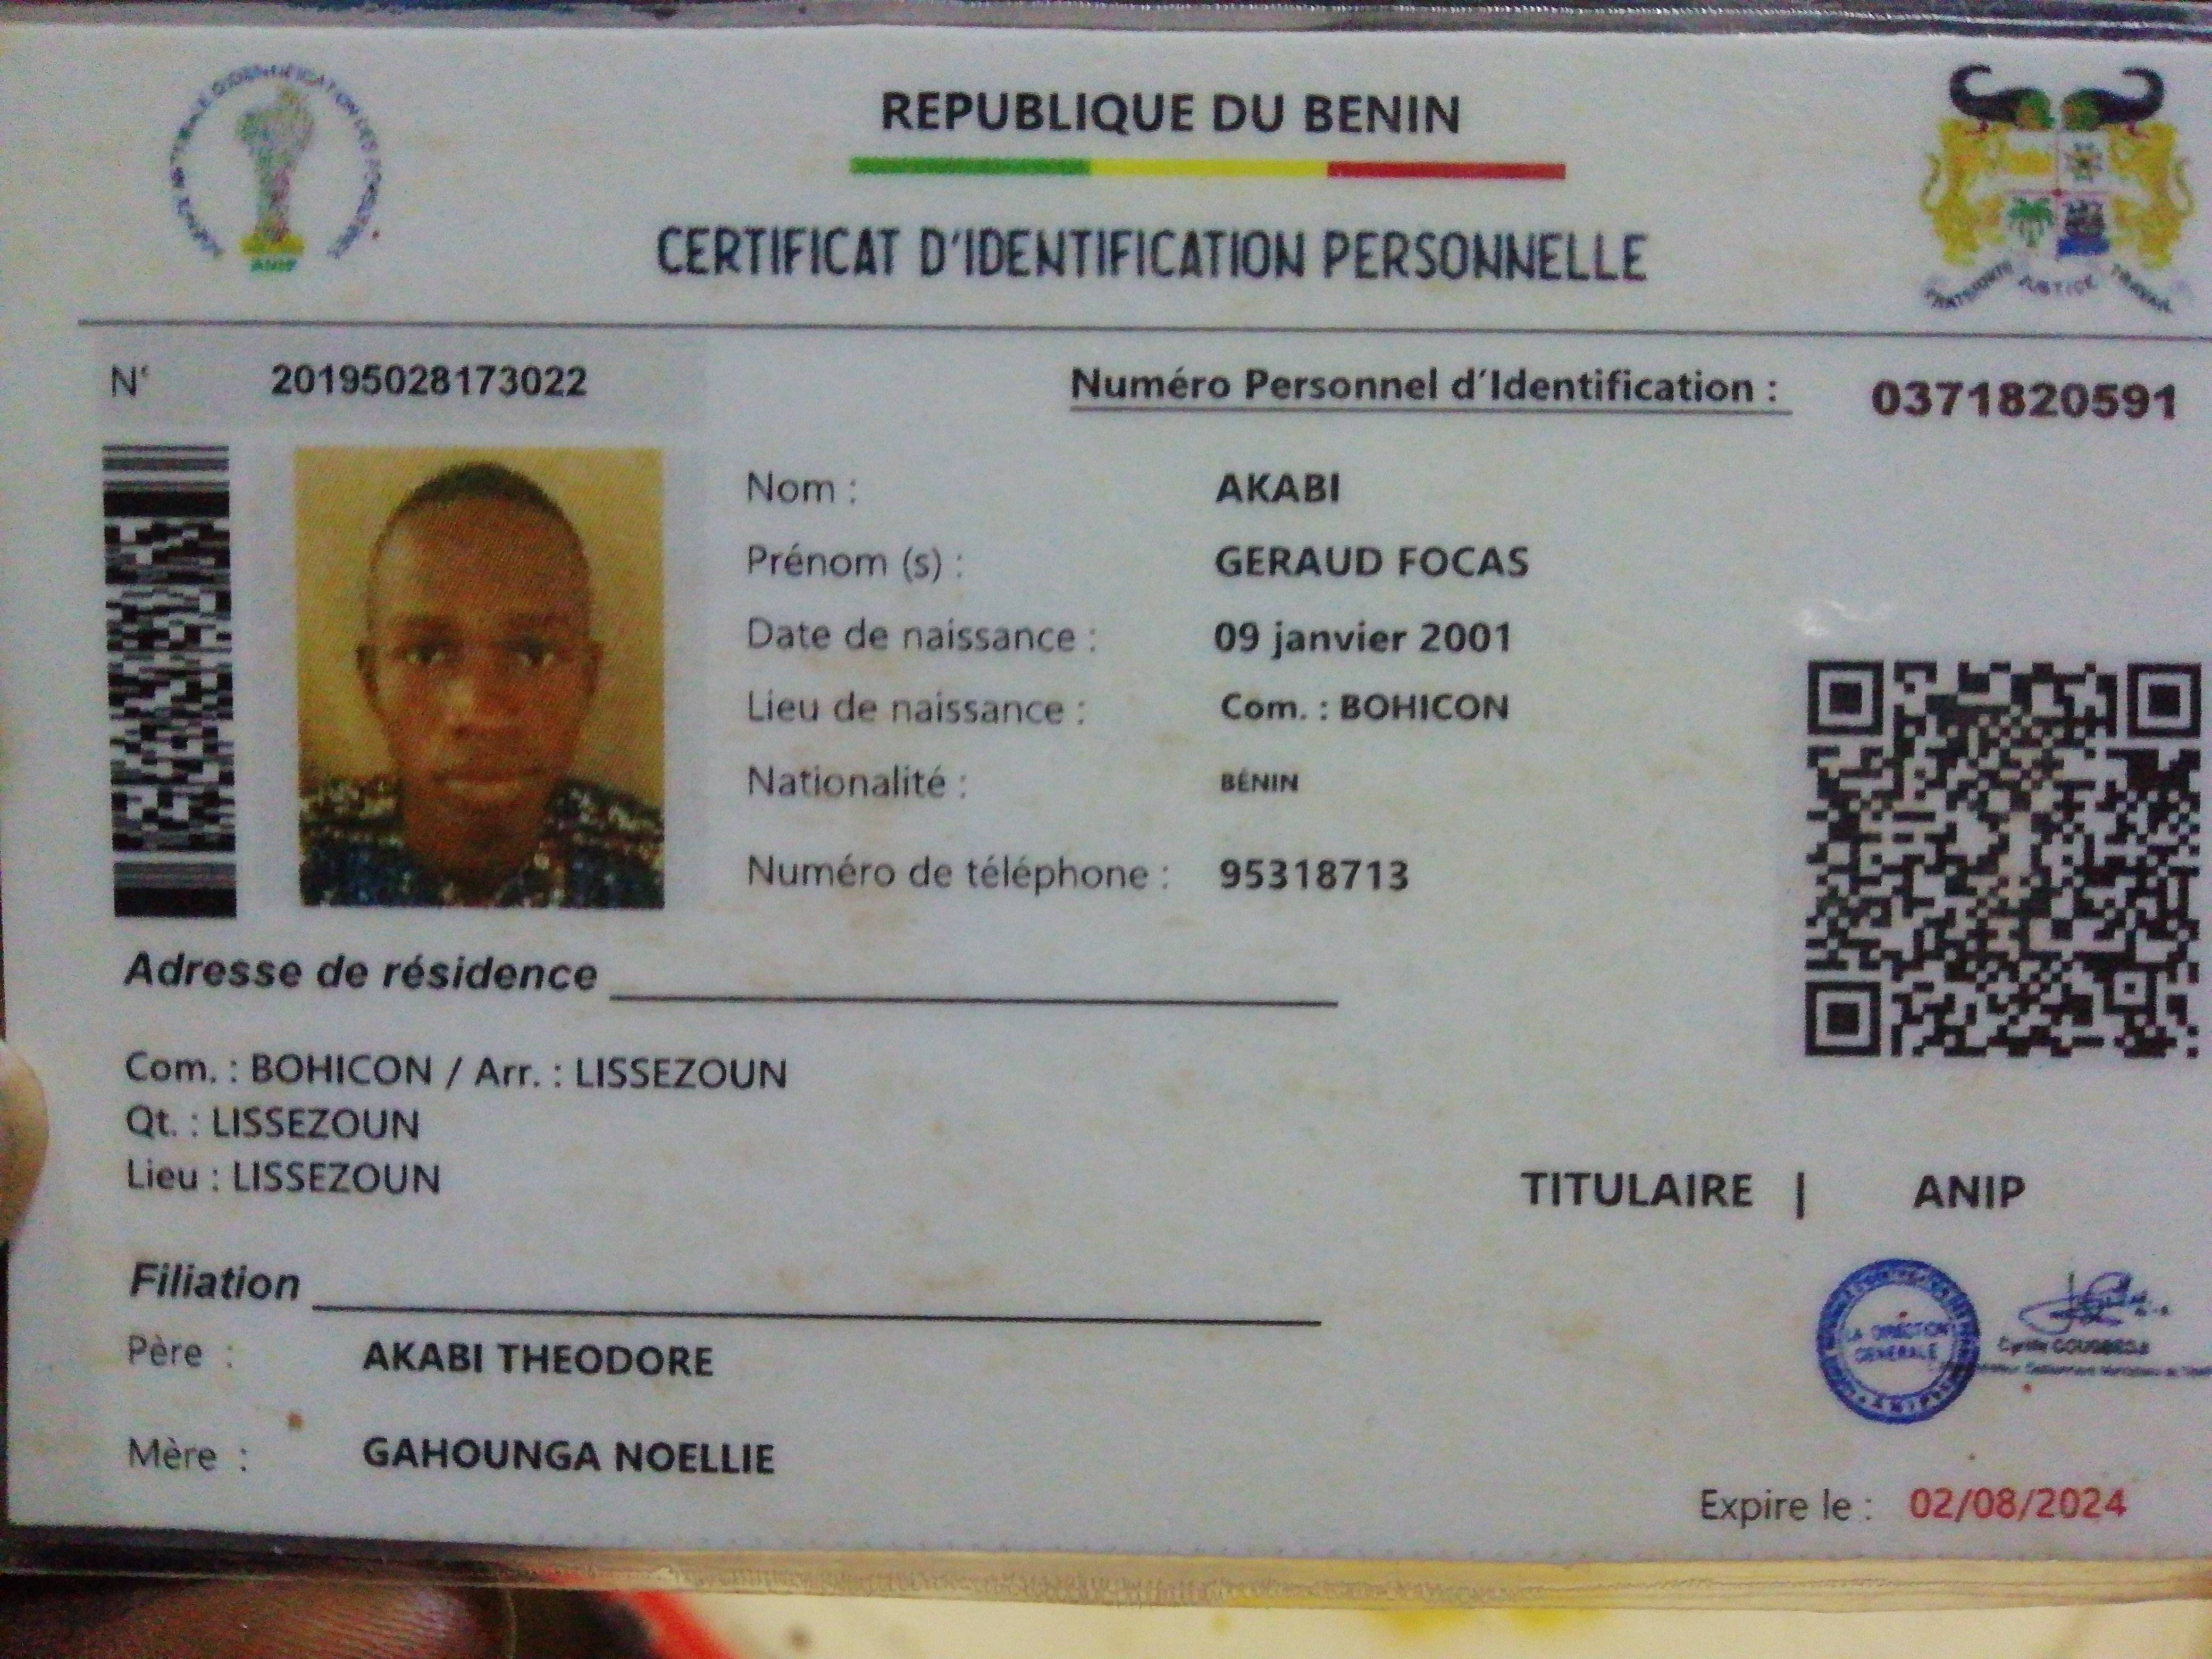 REPUBLIQUE DU BENIN
CERTIFICAT D'IDENTIFICATION PERSONNELLE
ANIP
FRATERNITE JUSTICE TRAVAIL
N° 20195028173022
Numéro Personnel d'Identification : 0371820591
Nom : AKABI
Prénom (s) : GERAUD FOCAS
Date de naissance : 09 janvier 2001
Lieu de naissance : Com. : BOHICON
Nationalité : BÉNIN
Numéro de téléphone : 95318713
Adresse de résidence
Com. : BOHICON / Arr. : LISSEZOUN
Qt. : LISSEZOUN
Lieu : LISSEZOUN
TITULAIRE | ANIP
Filiation
Père : AKABI THEODORE
Mère : GAHOUNGA NOELLIE
LA DIRECTION
GENERALE
Expire le : 02/08/2024